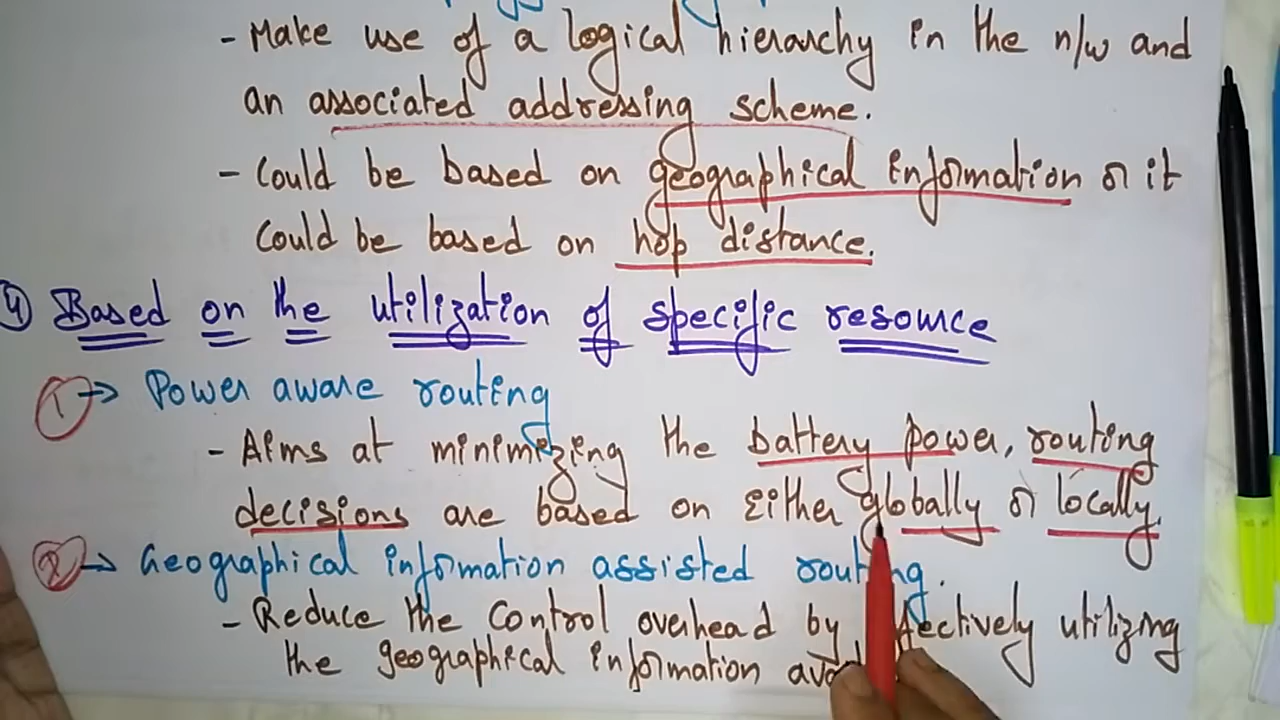 - Make use of a logical hierarchy in the n/w and
an associated addressing scheme.
- Could be based on geographical information or it
could be based on hop distance.
4) Based on the utilization of specific resource
1 → Power aware routing
- Aims at minimizing the battery power, routing
decisions are based on either globally or locally.
2 → Geographical information assisted routing.
- Reduce the control overhead by effectively utilizing
the geographical information